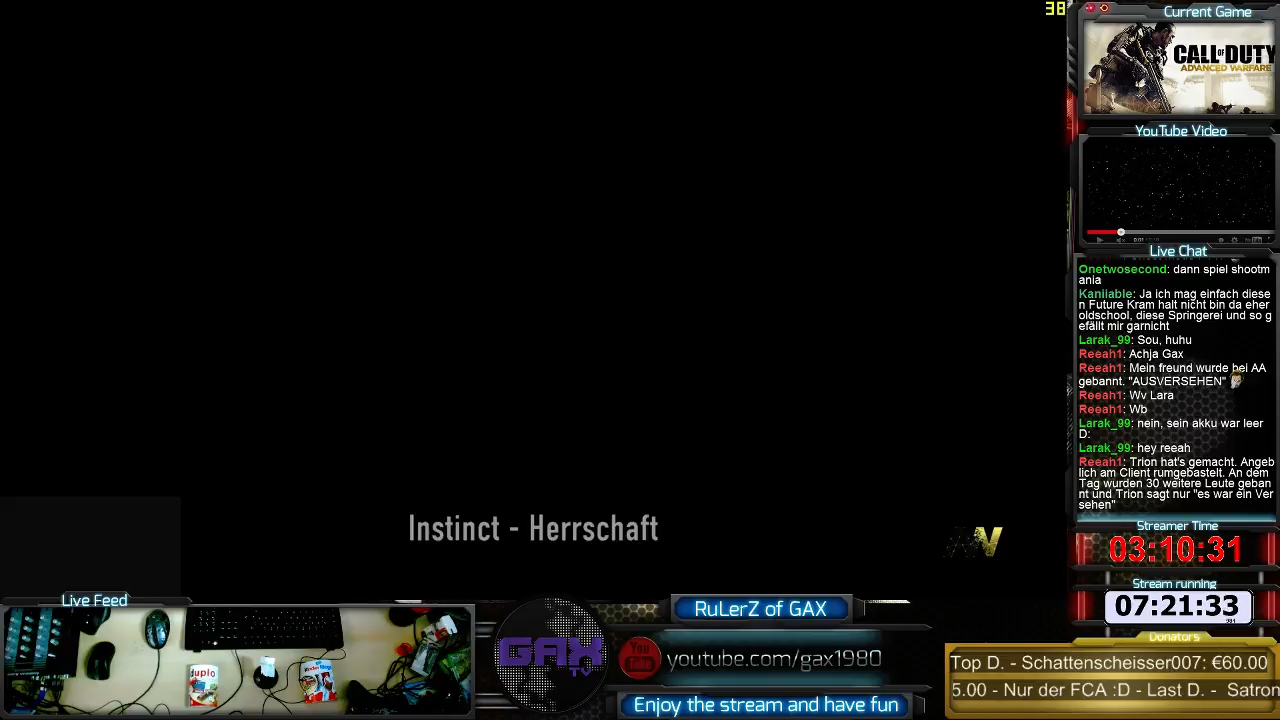 38
Current Game
CALL OF DUTY
ADVANCED WARFARE
YouTube Video
Live Chat
Onetwosecond: dann spiel shootm
ania
Kaniiable: Ja ich mag einfach diese
n Future Kram halt nicht bin da eher
oldschool, diese Springerei und so g
efällt mir garnicht
Larak_99: Sou, huhu
Reeah1: Achja Gax
Reeah1: Mein freund wurde bei AA
gebannt. "AUSVERSEHEN"
Reeah1: Wv Lara
Reeah1: Wb
Larak_99: nein, sein akku war leer
D:
Larak_99: hey reeah
Reeah1: Trion hat's gemacht. Angeb
lich am Client rumgebastelt. An dem
Tag wurden 30 weitere Leute geban
nt und Trion sagt nur "es war ein Ver
sehen"
Instinct - Herrschaft
AW
Streamer Time
03:10:31
Stream running
07:21:33
Live Feed
duplo
kinder
GAX
TV
RuLerZ of GAX
You
Tube
youtube.com/gax1980
Enjoy the stream and have fun
Donators
Top D. - Schattenscheisser007: €60.00
5.00 - Nur der FCA :D - Last D. - Satron